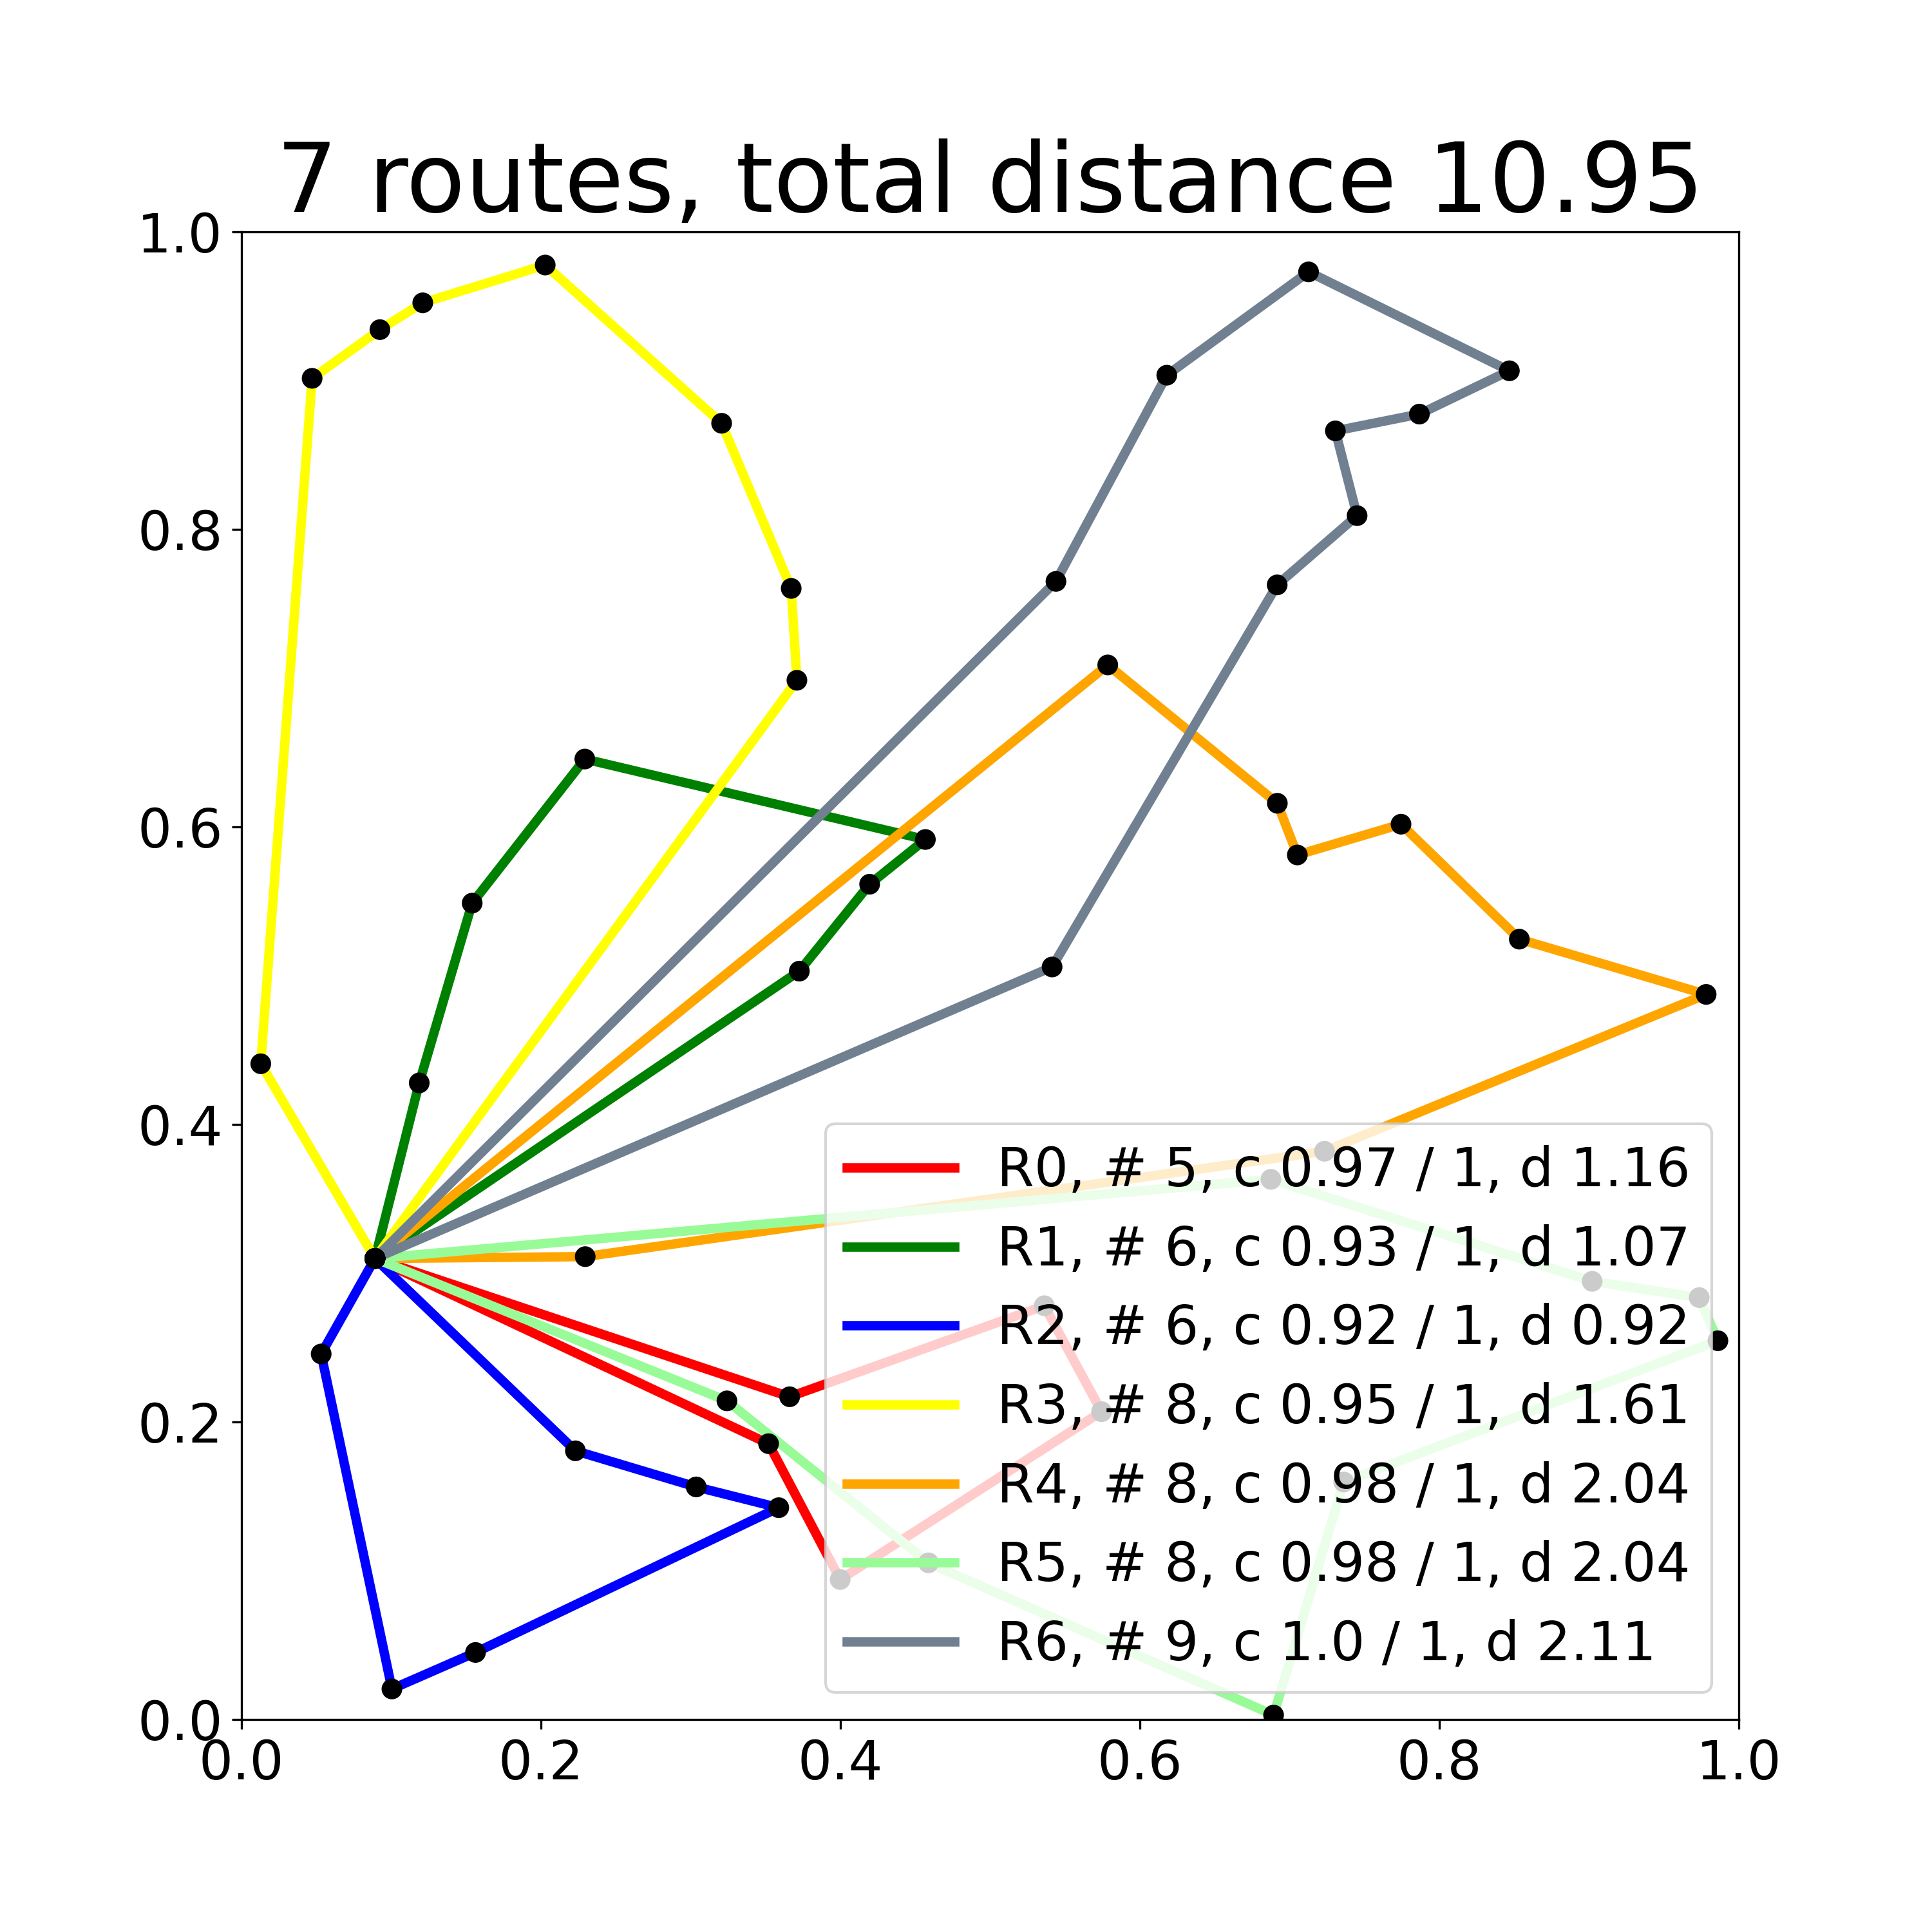 7 routes, total distance 10.95
1.0
0.8
0.6
0.4
0.2
0.0
R0, # 5, c 0.97 / 1, d 1.16
R1, # 6, c 0.93 / 1, d 1.07
R2, # 6, c 0.92 / 1, d 0.92
R3, # 8, c 0.95 / 1, d 1.61
R4, # 8, c 0.98 / 1, d 2.04
R5, # 8, c 0.98 / 1, d 2.04
R6, # 9, c 1.0 / 1, d 2.11
0.0 0.2 0.4 0.6 0.8 1.0